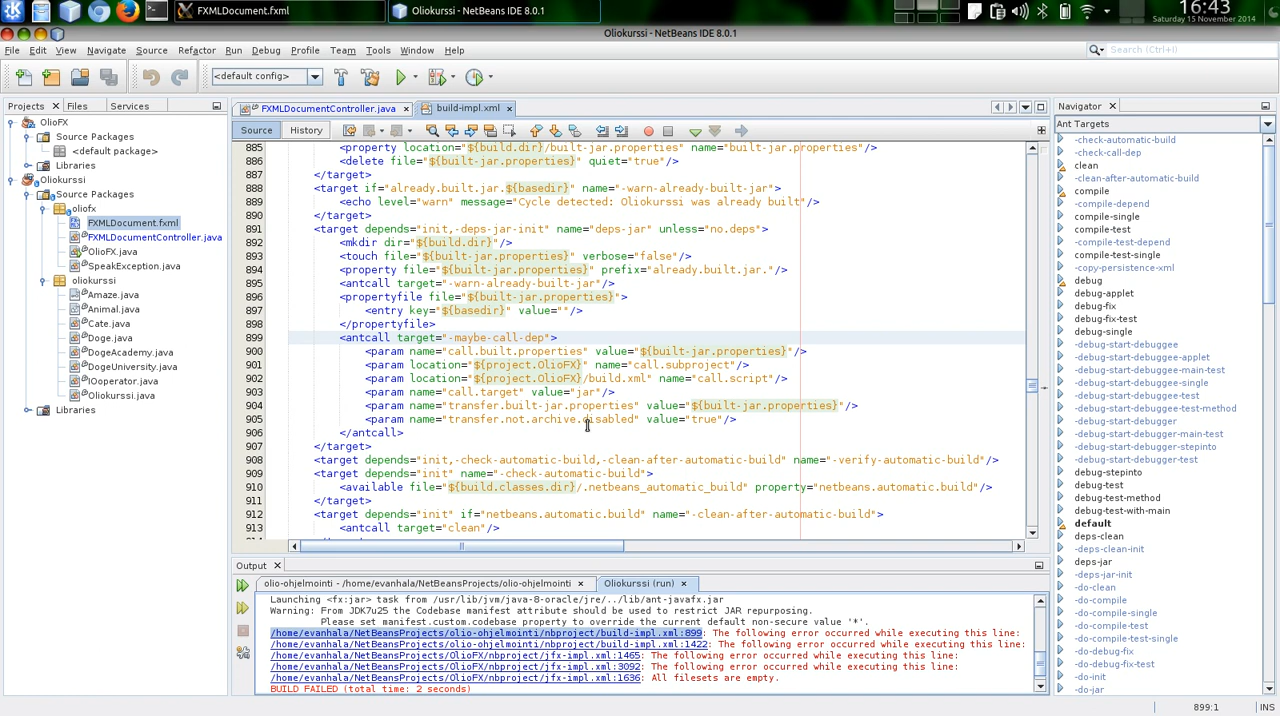 FXMLDocument.fxml
Oliokurssi - NetBeans IDE 8.0.1
16:43
Saturday 15 November 2014
Oliokurssi - NetBeans IDE 8.0.1
File Edit View Navigate Source Refactor Run Debug Profile Team Tools Window Help
Search (Ctrl+I)
<default config>
Projects Files Services
OlioFX
Source Packages
<default package>
Libraries
Oliokurssi
Source Packages
oliofx
FXMLDocument.fxml
FXMLDocumentController.java
OlioFX.java
SpeakException.java
oliokurssi
Amaze.java
Animal.java
Cate.java
Doge.java
DogeAcademy.java
DogeUniversity.java
IOoperator.java
Oliokurssi.java
Libraries
FXMLDocumentController.java build-impl.xml
Source History
885 <property location="${build.dir}/built-jar.properties" name="built-jar.properties"/>
886 <delete file="${built-jar.properties}" quiet="true"/>
887 </target>
888 <target if="already.built.jar.${basedir}" name="-warn-already-built-jar">
889 <echo level="warn" message="Cycle detected: Oliokurssi was already built"/>
890 </target>
891 <target depends="init,-deps-jar-init" name="deps-jar" unless="no.deps">
892 <mkdir dir="${build.dir}"/>
893 <touch file="${built-jar.properties}" verbose="false"/>
894 <property file="${built-jar.properties}" prefix="already.built.jar."/>
895 <antcall target="-warn-already-built-jar"/>
896 <propertyfile file="${built-jar.properties}">
897 <entry key="${basedir}" value=""/>
898 </propertyfile>
899 <antcall target="-maybe-call-dep">
900 <param name="call.built.properties" value="${built-jar.properties}"/>
901 <param location="${project.OlioFX}" name="call.subproject"/>
902 <param location="${project.OlioFX}/build.xml" name="call.script"/>
903 <param name="call.target" value="jar"/>
904 <param name="transfer.built-jar.properties" value="${built-jar.properties}"/>
905 <param name="transfer.not.archive.disabled" value="true"/>
906 </antcall>
907 </target>
908 <target depends="init,-check-automatic-build,-clean-after-automatic-build" name="-verify-automatic-build"/>
909 <target depends="init" name="-check-automatic-build">
910 <available file="${build.classes.dir}/.netbeans_automatic_build" property="netbeans.automatic.build"/>
911 </target>
912 <target depends="init" if="netbeans.automatic.build" name="-clean-after-automatic-build">
913 <antcall target="clean"/>
Output
olio-ohjelmointi - /home/evanhala/NetBeansProjects/olio-ohjelmointi Oliokurssi (run)
Launching <fx:jar> task from /usr/lib/jvm/java-8-oracle/jre/../lib/ant-javafx.jar
Warning: From JDK7u25 the Codebase manifest attribute should be used to restrict JAR repurposing.
Please set manifest.custom.codebase property to override the current default non-secure value '*'.
/home/evanhala/NetBeansProjects/olio-ohjelmointi/nbproject/build-impl.xml:899: The following error occurred while executing this line:
/home/evanhala/NetBeansProjects/olio-ohjelmointi/nbproject/build-impl.xml:1422: The following error occurred while executing this line:
/home/evanhala/NetBeansProjects/OlioFX/nbproject/jfx-impl.xml:1465: The following error occurred while executing this line:
/home/evanhala/NetBeansProjects/OlioFX/nbproject/jfx-impl.xml:3092: The following error occurred while executing this line:
/home/evanhala/NetBeansProjects/OlioFX/nbproject/jfx-impl.xml:1636: All filesets are empty.
BUILD FAILED (total time: 2 seconds)
Navigator
Ant Targets
-check-automatic-build
-check-call-dep
clean
-clean-after-automatic-build
compile
-compile-depend
compile-single
compile-test
-compile-test-depend
compile-test-single
-copy-persistence-xml
debug
debug-applet
debug-fix
debug-fix-test
debug-single
-debug-start-debuggee
-debug-start-debuggee-applet
-debug-start-debuggee-main-test
-debug-start-debuggee-single
-debug-start-debuggee-test
-debug-start-debuggee-test-method
-debug-start-debugger
-debug-start-debugger-main-test
-debug-start-debugger-stepinto
-debug-start-debugger-test
debug-stepinto
debug-test
debug-test-method
debug-test-with-main
default
deps-clean
-deps-clean-init
deps-jar
-deps-jar-init
-do-clean
-do-compile
-do-compile-single
-do-compile-test
-do-compile-test-single
-do-debug-fix
-do-debug-fix-test
-do-init
-do-jar
899:1 INS